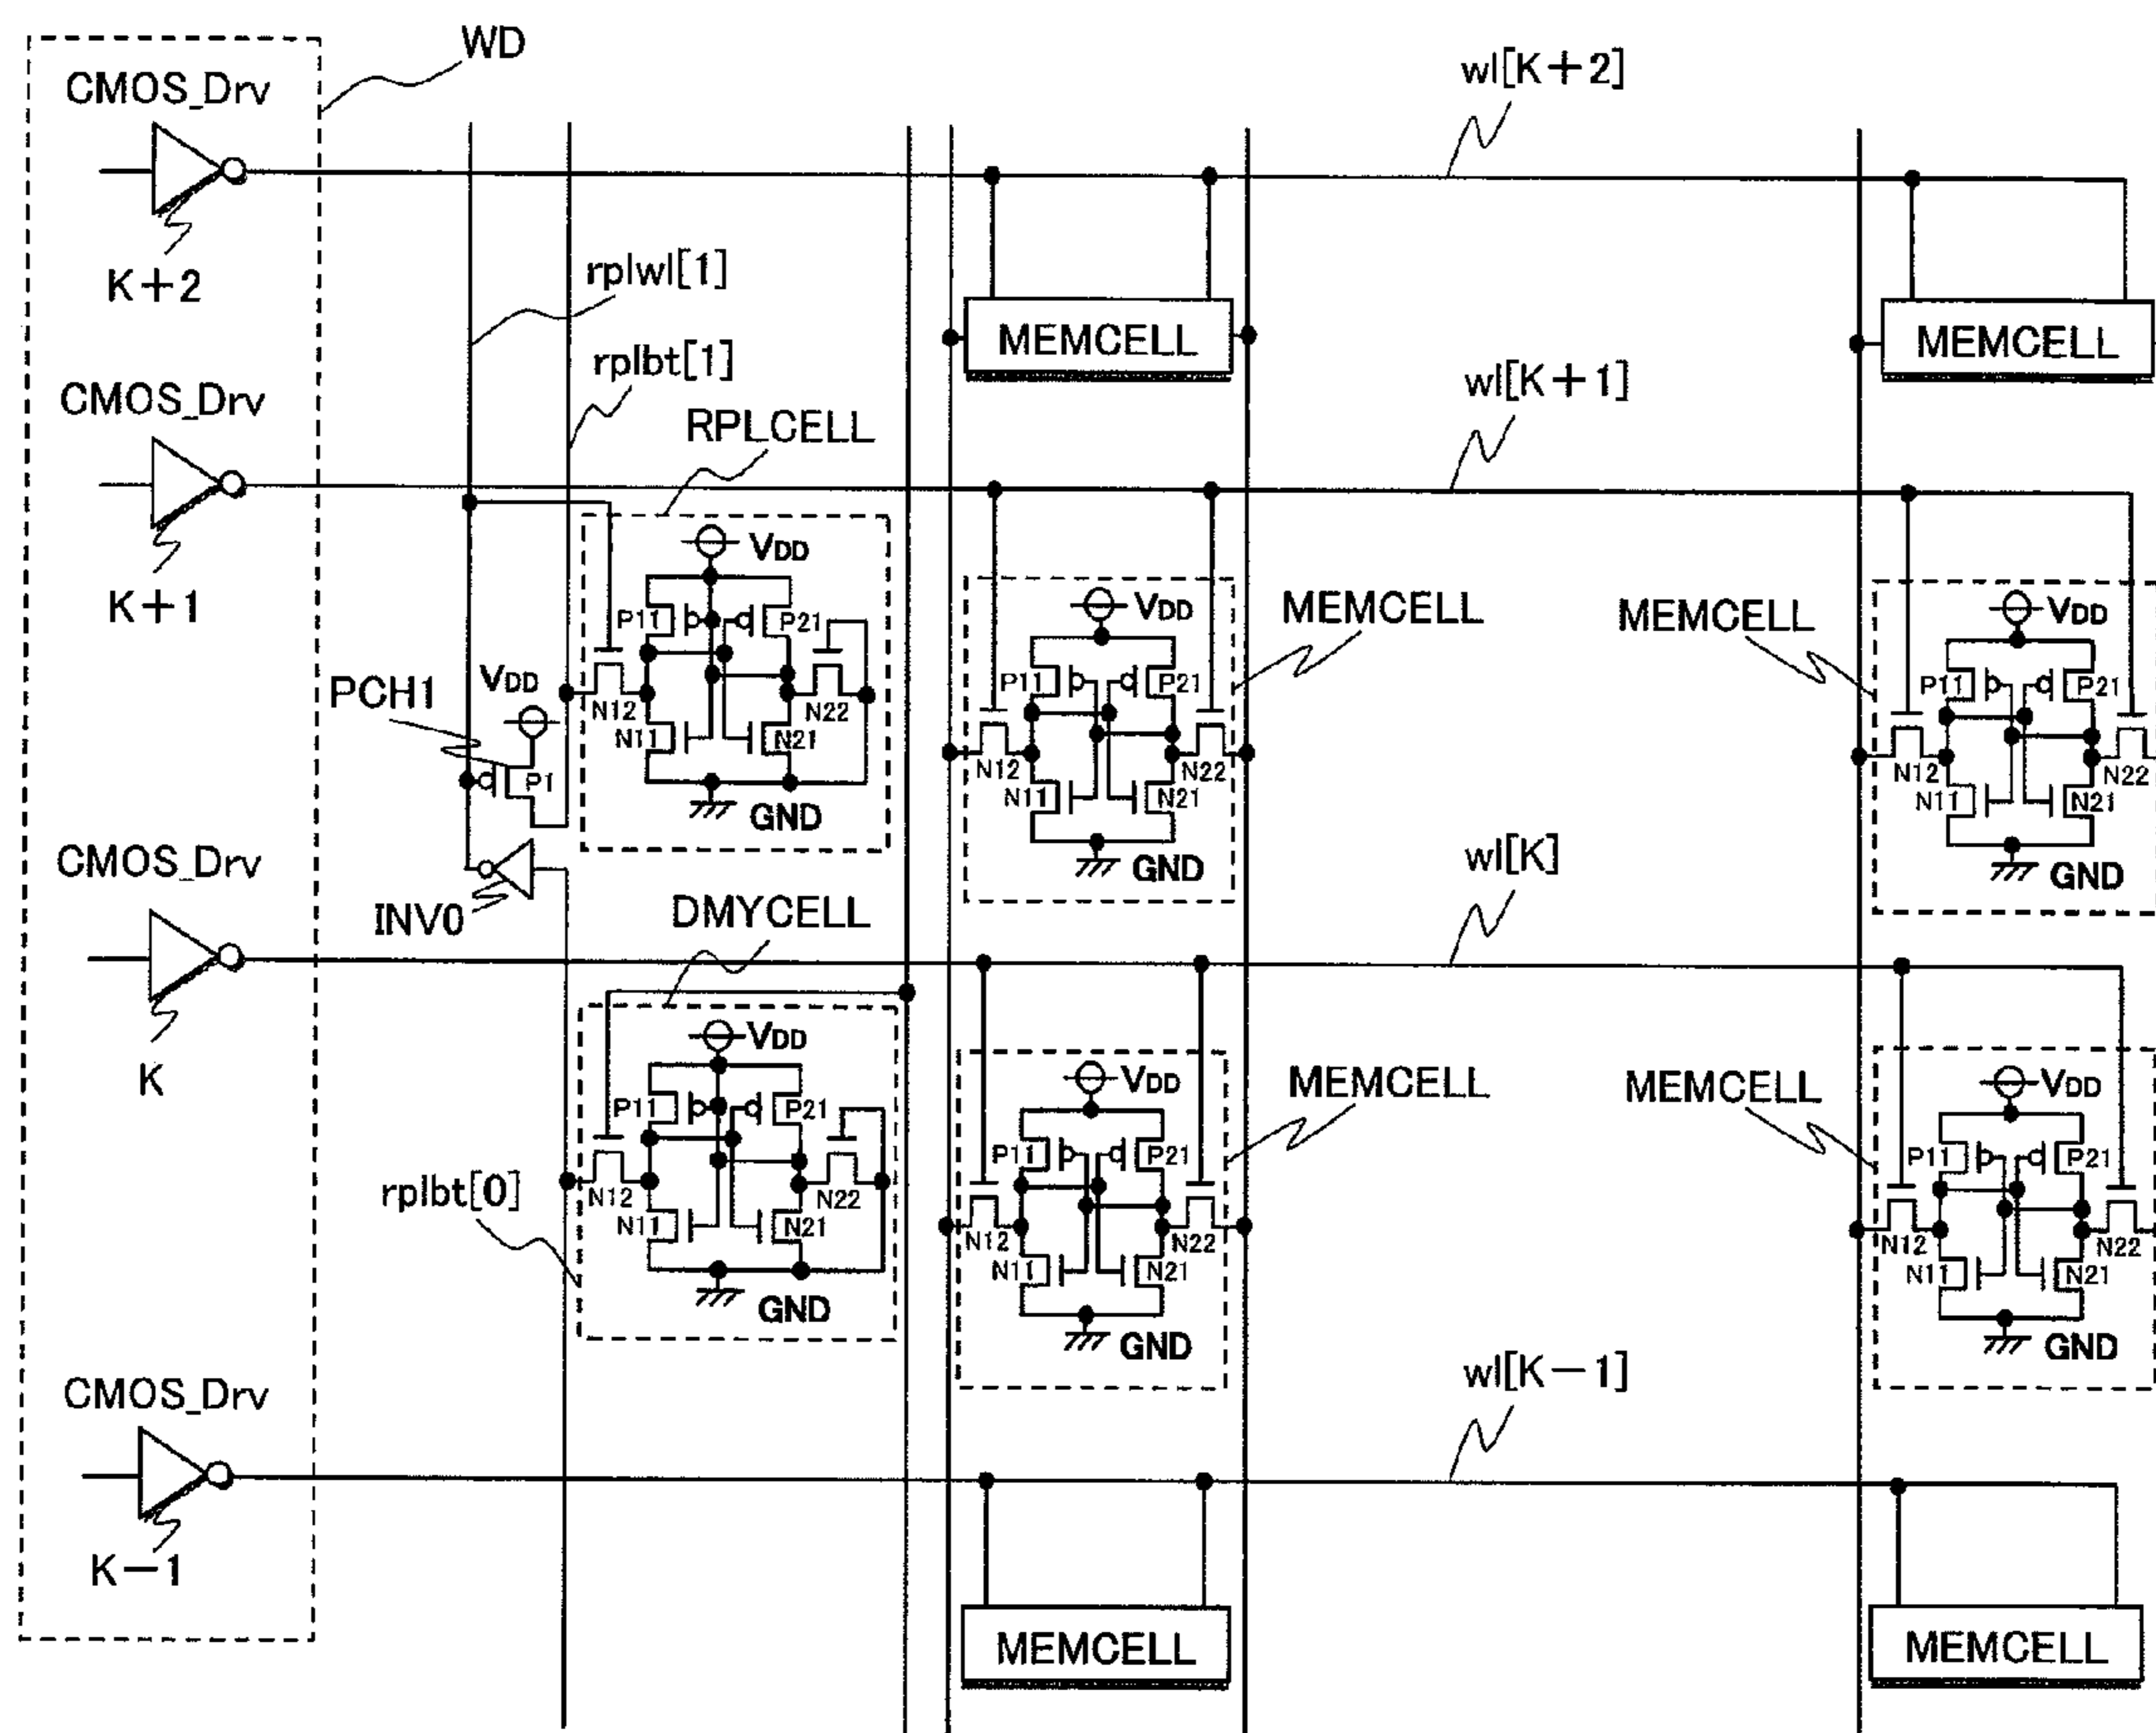 WD
CMOS_Drv
wl[K+2]
K+2
rplwl[1]
MEMCELL
MEMCELL
rplbt[1]
wl[K+1]
CMOS_Drv
RPLCELL
K+1
VDD
P11
P21
N12
N22
N11
N21
GND
VDD
P11
P21
N12
N22
N11
N21
GND
MEMCELL
MEMCELL
VDD
P11
P21
N12
N22
N11
N21
GND
PCH1
VDD
P1
CMOS_Drv
INV0
wl[K]
DMYCELL
K
VDD
P11
P21
N12
N22
N11
N21
GND
rplbt[0]
VDD
P11
P21
N12
N22
N11
N21
GND
MEMCELL
MEMCELL
VDD
P11
P21
N12
N22
N11
N21
GND
CMOS_Drv
wl[K−1]
K−1
MEMCELL
MEMCELL